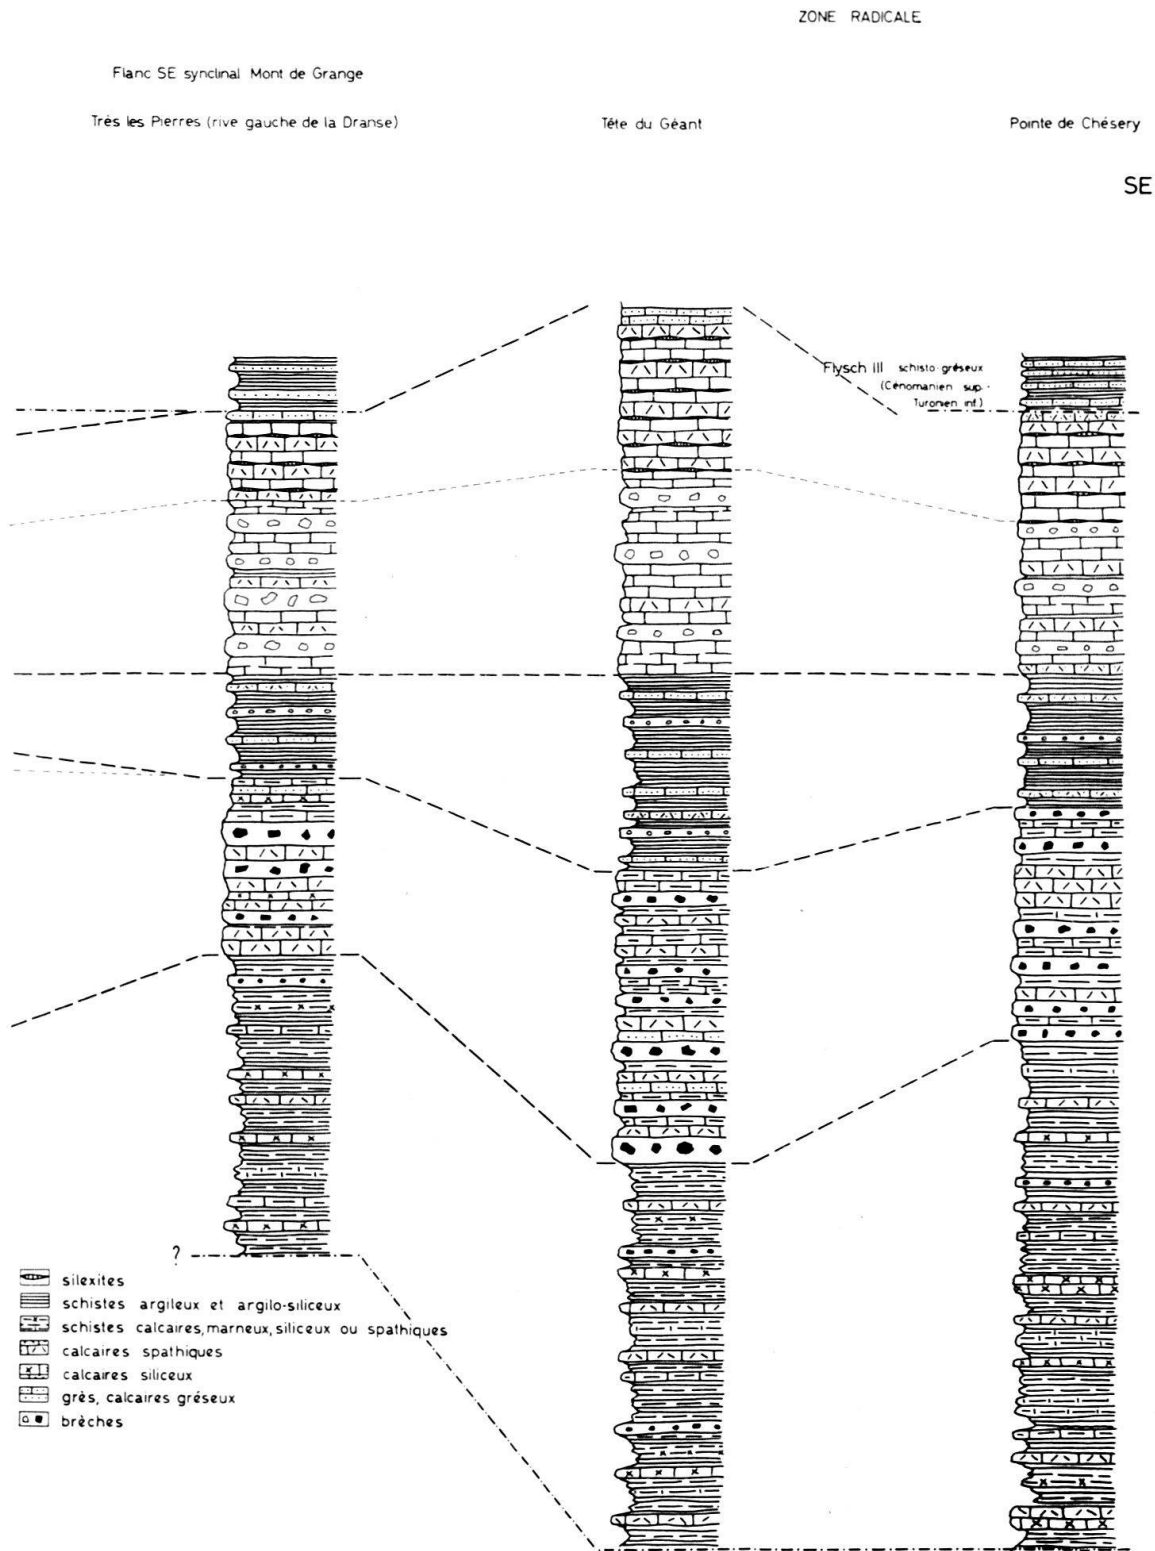 ZONE RADICALE
Flanc SE synclinal Mont de Grange
Très les Pierres (rive gauche de la Dranse)
Tête du Géant
Pointe de Chésery
SE
Flysch III schisto-gréseux
(Cénomanien sup.-
Turonien inf.)
?
silexites
schistes argileux et argilo-siliceux
schistes calcaires, marneux, siliceux ou spathiques
calcaires spathiques
calcaires siliceux
grès, calcaires gréseux
brèches